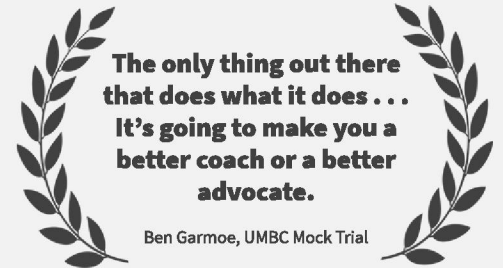 The only thing out there
that does what it does . . .
It’s going to make you a
better coach or a better
advocate.
Ben Garmoe, UMBC Mock Trial